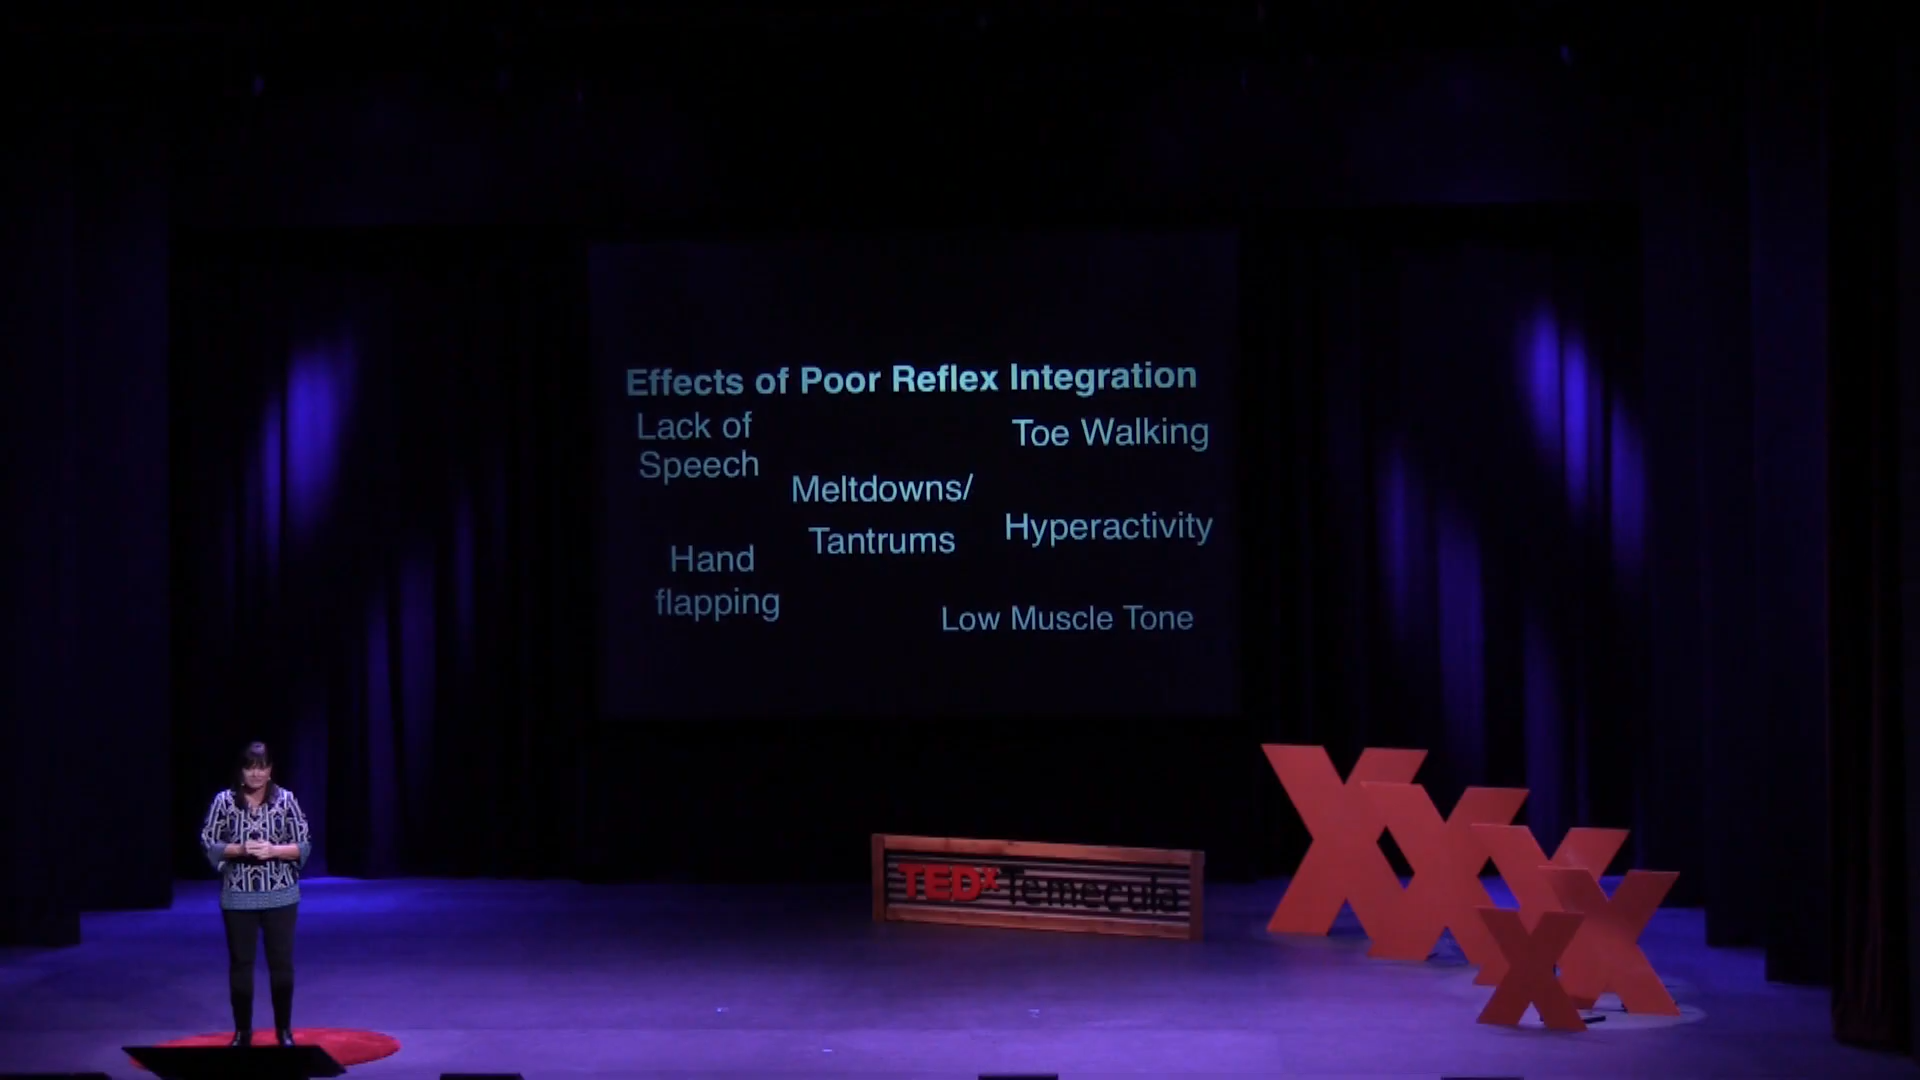 Effects of Poor Reflex Integration
Lack of
Speech
Toe Walking
Meltdowns/
Tantrums
Hyperactivity
Hand
flapping
Low Muscle Tone
TEDx Temecula
X
X
X
X
X